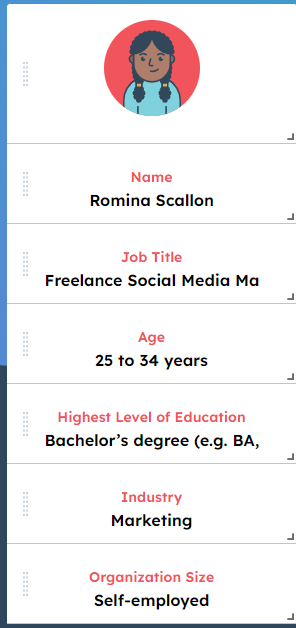 Name
Romina Scallon
Job Title
Freelance Social Media Ma
Age
25 to 34 years
Highest Level of Education
Bachelor’s degree (e.g. BA,
Industry
Marketing
Organization Size
Self-employed